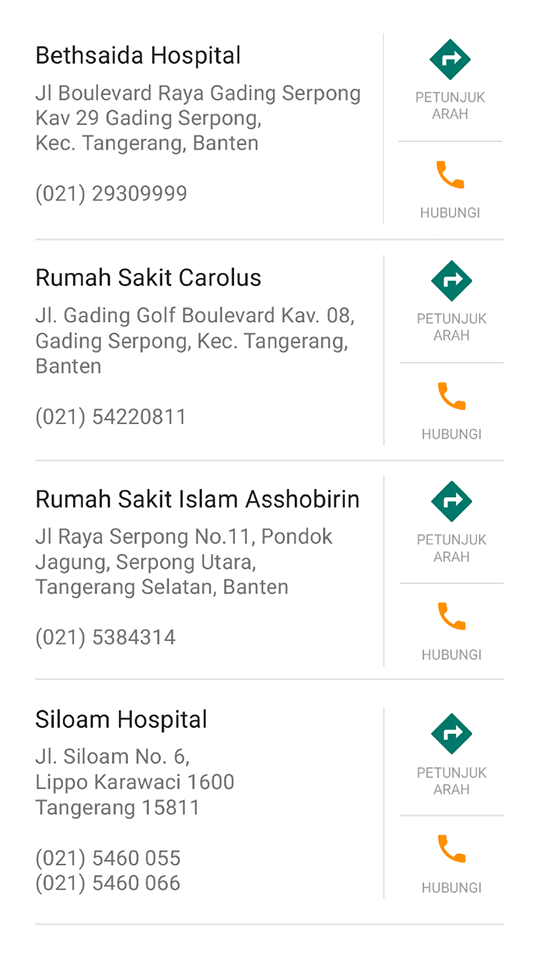 Bethsaida Hospital
Jl Boulevard Raya Gading Serpong
Kav 29 Gading Serpong,
Kec. Tangerang, Banten
(021) 29309999
PETUNJUK
ARAH
HUBUNGI
Rumah Sakit Carolus
Jl. Gading Golf Boulevard Kav. 08,
Gading Serpong, Kec. Tangerang,
Banten
(021) 54220811
PETUNJUK
ARAH
HUBUNGI
Rumah Sakit Islam Asshobirin
Jl Raya Serpong No.11, Pondok
Jagung, Serpong Utara,
Tangerang Selatan, Banten
(021) 5384314
PETUNJUK
ARAH
HUBUNGI
Siloam Hospital
Jl. Siloam No. 6,
Lippo Karawaci 1600
Tangerang 15811
(021) 5460 055
(021) 5460 066
PETUNJUK
ARAH
HUBUNGI